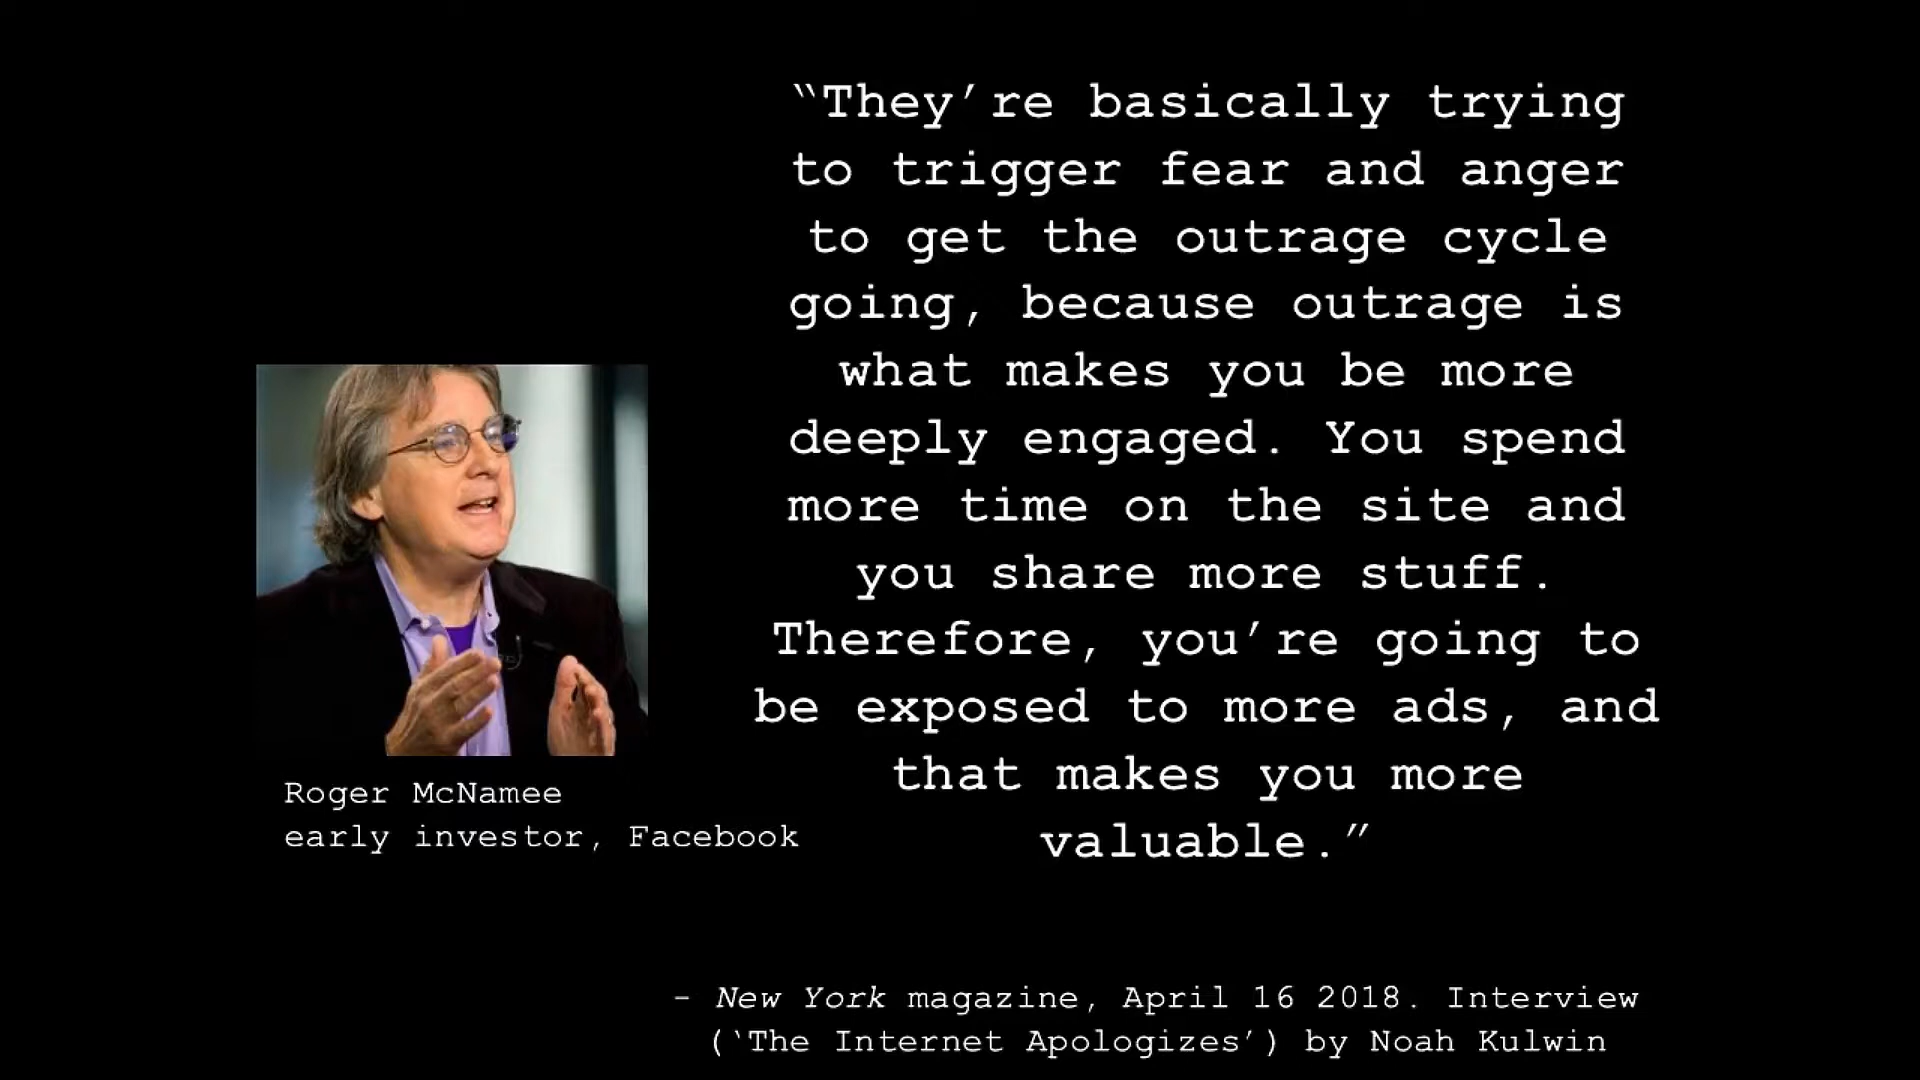 “They’re basically trying
to trigger fear and anger
to get the outrage cycle
going, because outrage is
what makes you be more
deeply engaged. You spend
more time on the site and
you share more stuff.
Therefore, you’re going to
be exposed to more ads, and
that makes you more
valuable.”
Roger McNamee
early investor, Facebook
- New York magazine, April 16 2018. Interview
(‘The Internet Apologizes’) by Noah Kulwin